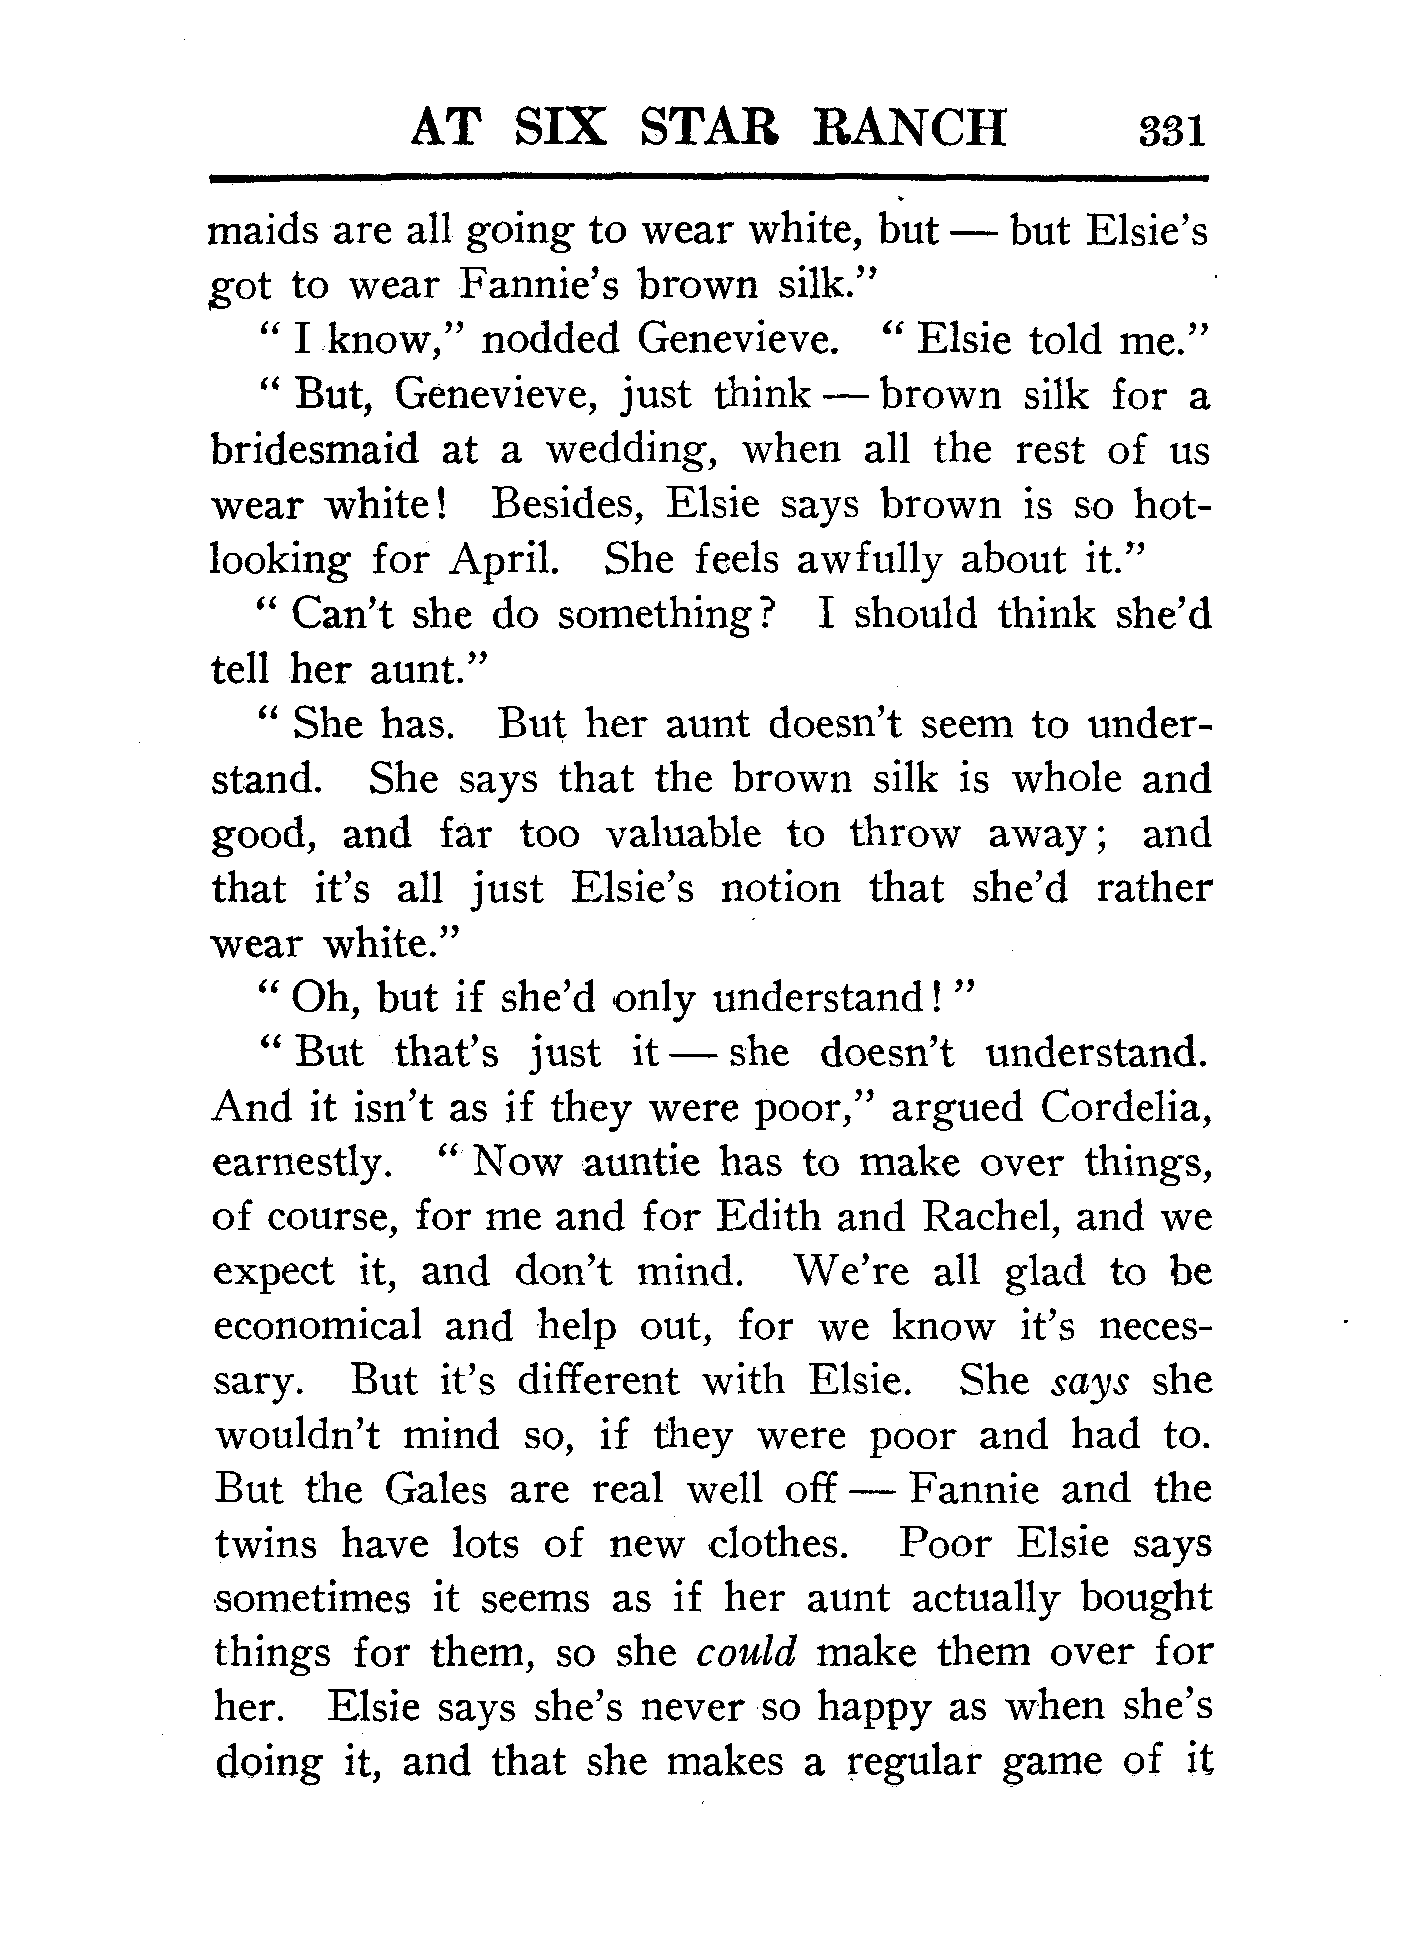 AT SIX STAR RANCH 331
maids are all going to wear white, but — but Elsie's
got to wear Fannie's brown silk."
" I know," nodded Genevieve. " Elsie told me."
" But, Genevieve, just think — brown silk for a
bridesmaid at a wedding, when all the rest of us
wear white! Besides, Elsie says brown is so hot-
looking for April. She feels awfully about it."
" Can't she do something? I should think she'd
tell her aunt."
" She has. But her aunt doesn't seem to under-
stand. She says that the brown silk is whole and
good, and far too valuable to throw away; and
that it's all just Elsie's notion that she'd rather
wear white."
" Oh, but if she'd only understand! "
" But that's just it — she doesn't understand.
And it isn't as if they were poor," argued Cordelia,
earnestly. " Now auntie has to make over things,
of course, for me and for Edith and Rachel, and we
expect it, and don't mind. We're all glad to be
economical and help out, for we know it's neces-
sary. But it's different with Elsie. She says she
wouldn't mind so, if they were poor and had to.
But the Gales are real well off — Fannie and the
twins have lots of new clothes. Poor Elsie says
sometimes it seems as if her aunt actually bought
things for them, so she could make them over for
her. Elsie says she's never so happy as when she's
doing it, and that she makes a regular game of it